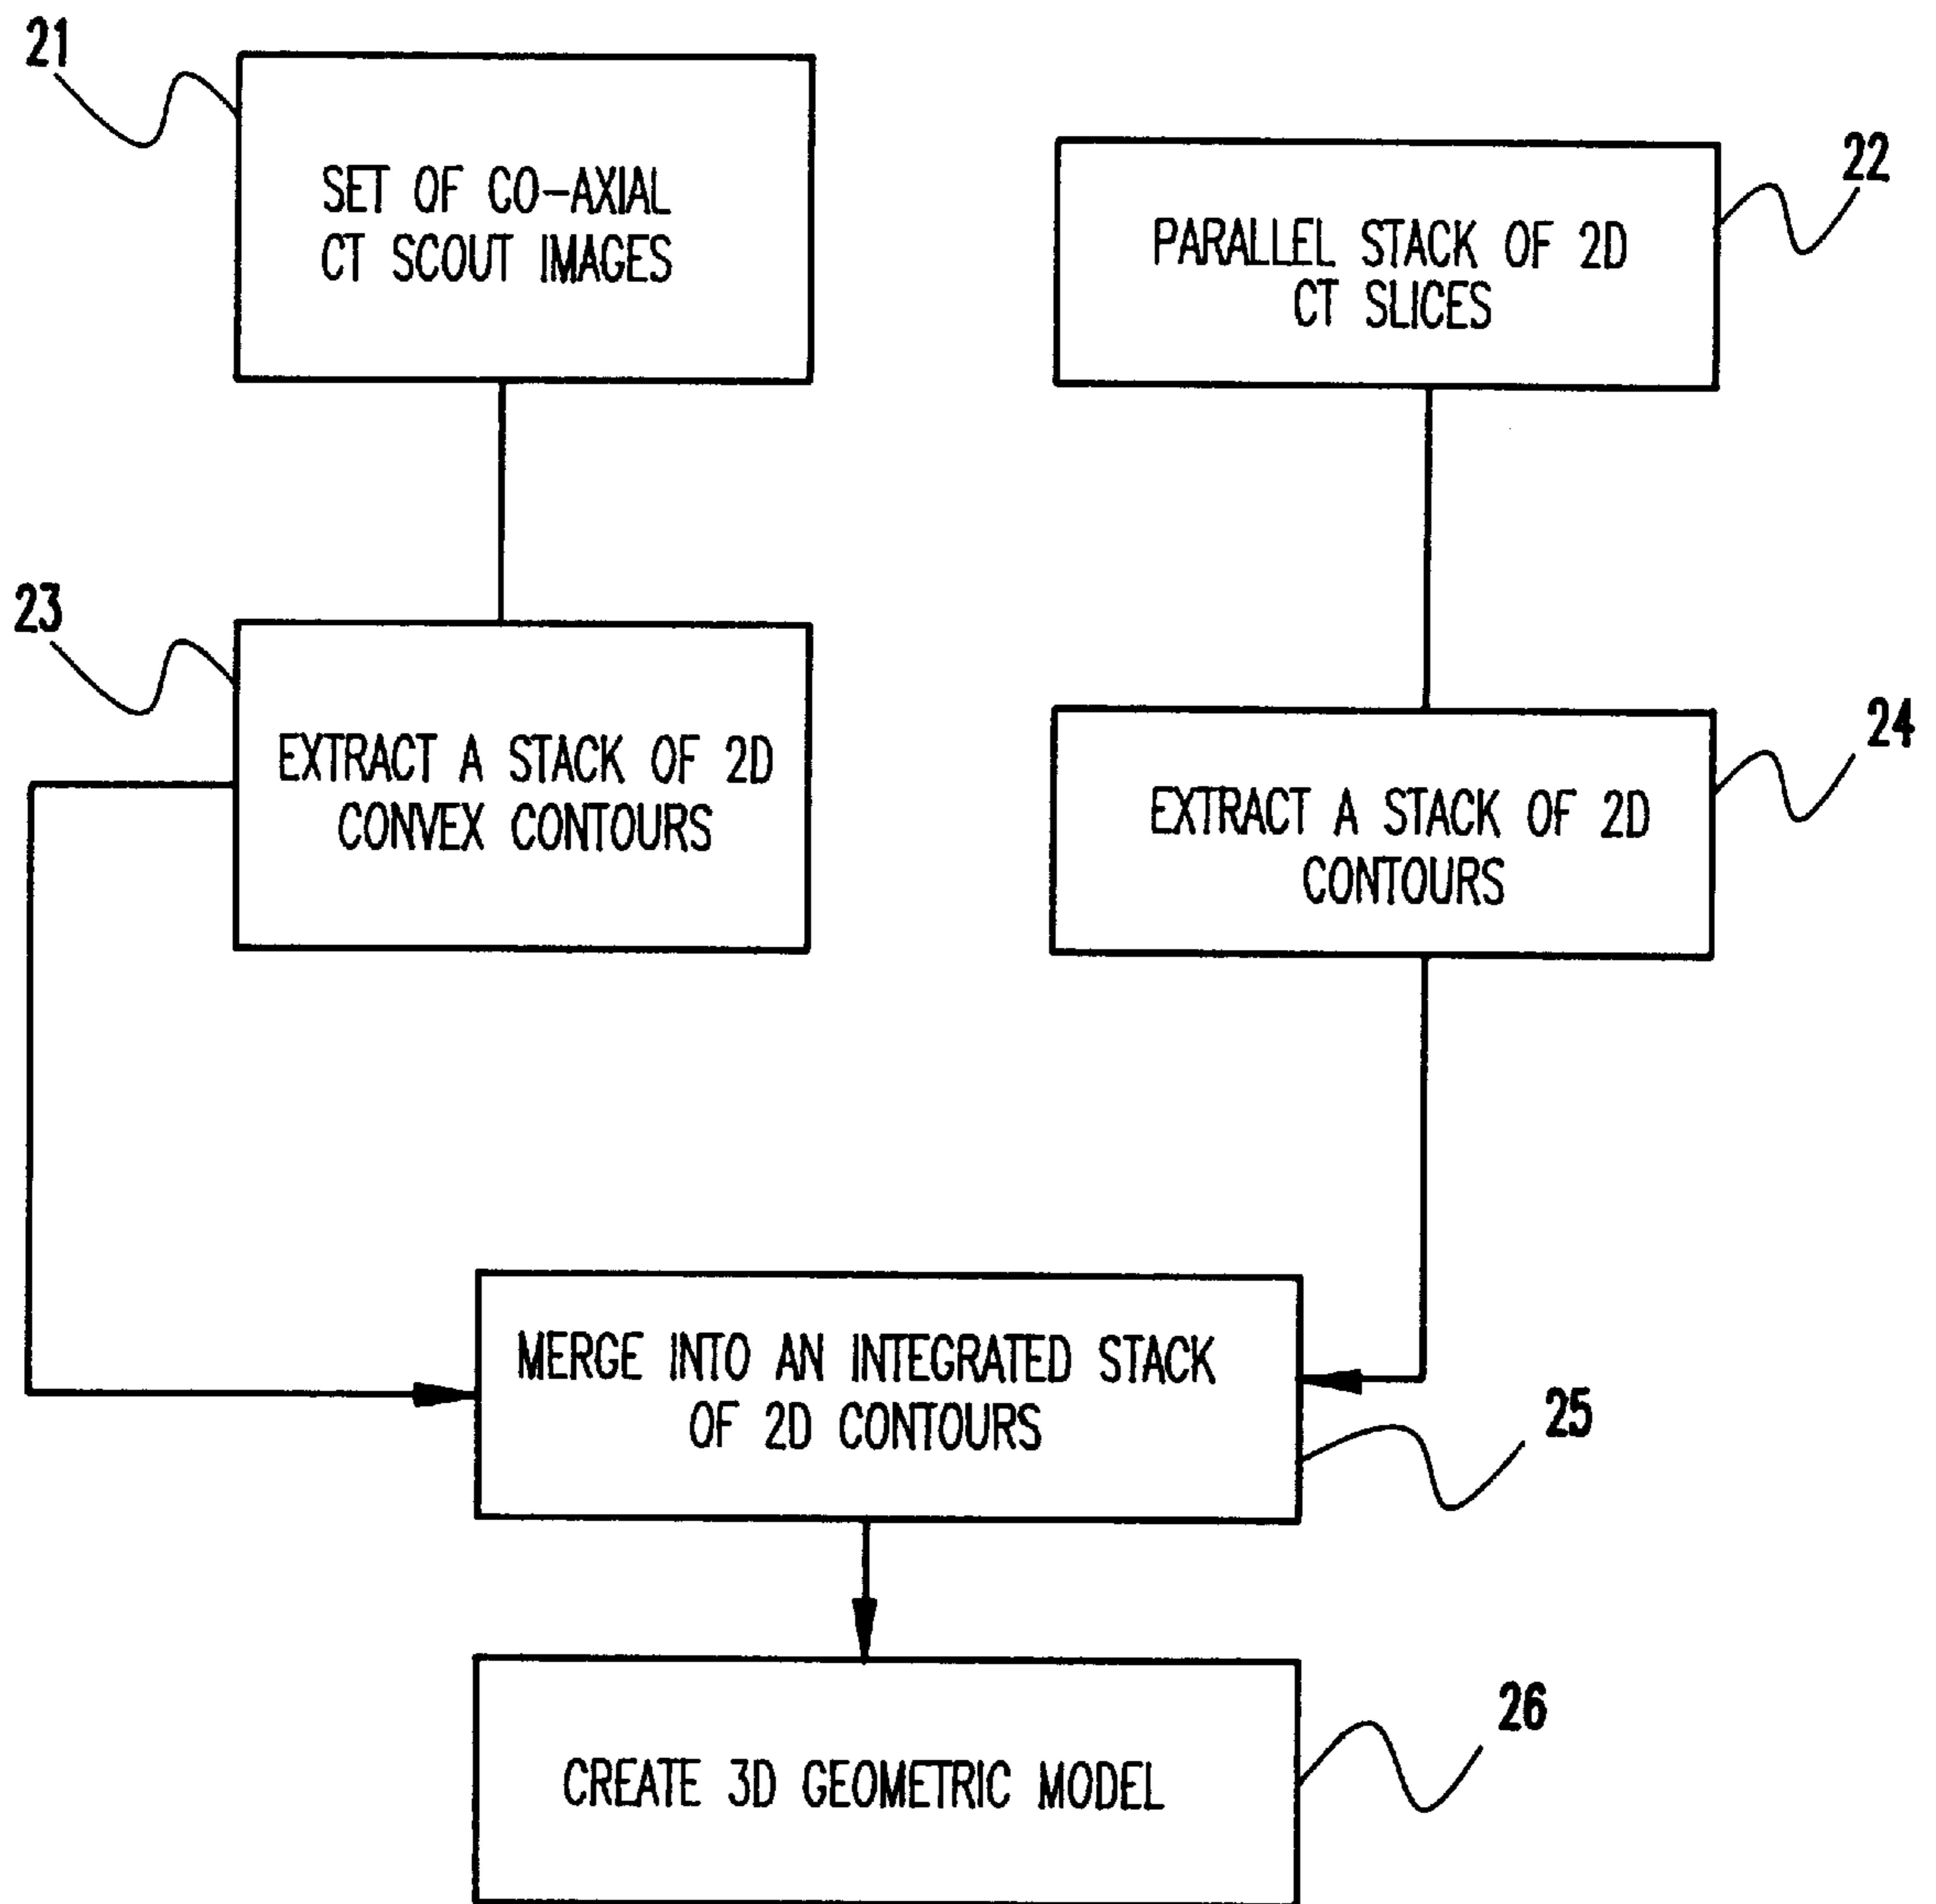 21
SET OF CO-AXIAL
CT SCOUT IMAGES
22
PARALLEL STACK OF 2D
CT SLICES
23
EXTRACT A STACK OF 2D
CONVEX CONTOURS
24
EXTRACT A STACK OF 2D
CONTOURS
MERGE INTO AN INTEGRATED STACK
OF 2D CONTOURS
25
CREATE 3D GEOMETRIC MODEL
26